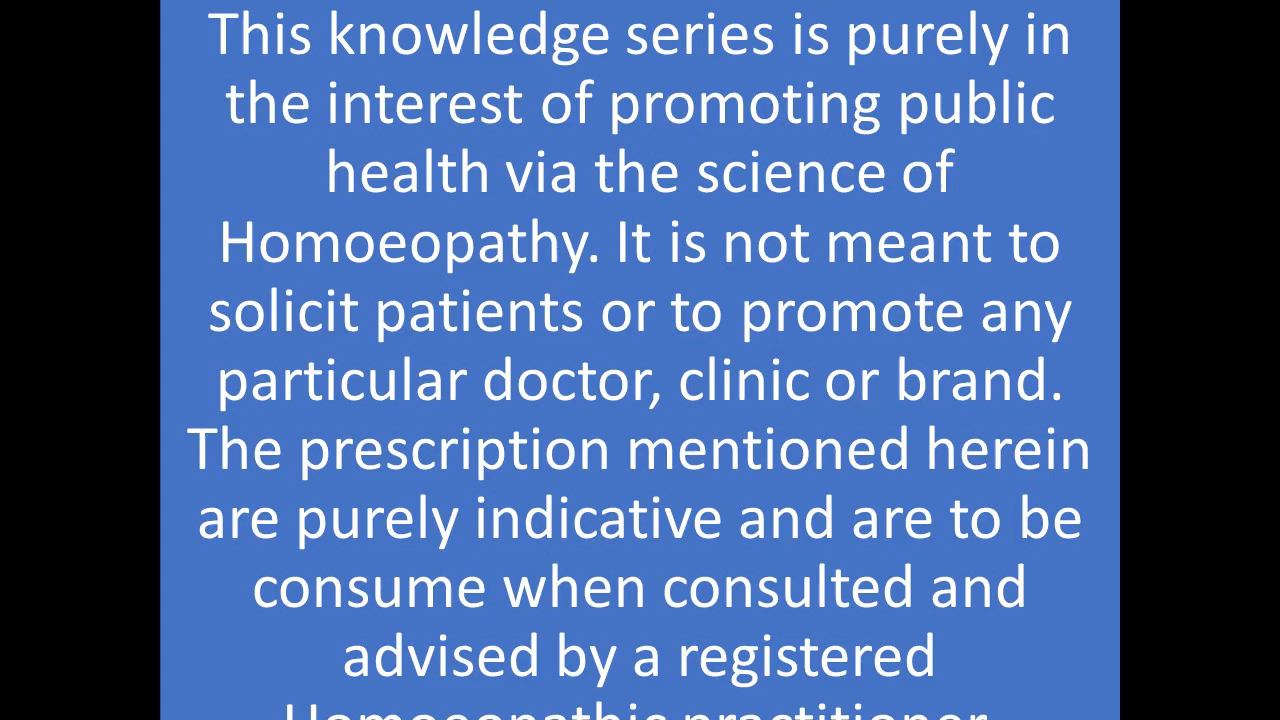 This knowledge series is purely in
the interest of promoting public
health via the science of
Homoeopathy. It is not meant to
solicit patients or to promote any
particular doctor, clinic or brand.
The prescription mentioned herein
are purely indicative and are to be
consume when consulted and
advised by a registered
Homoeopathic practitioner